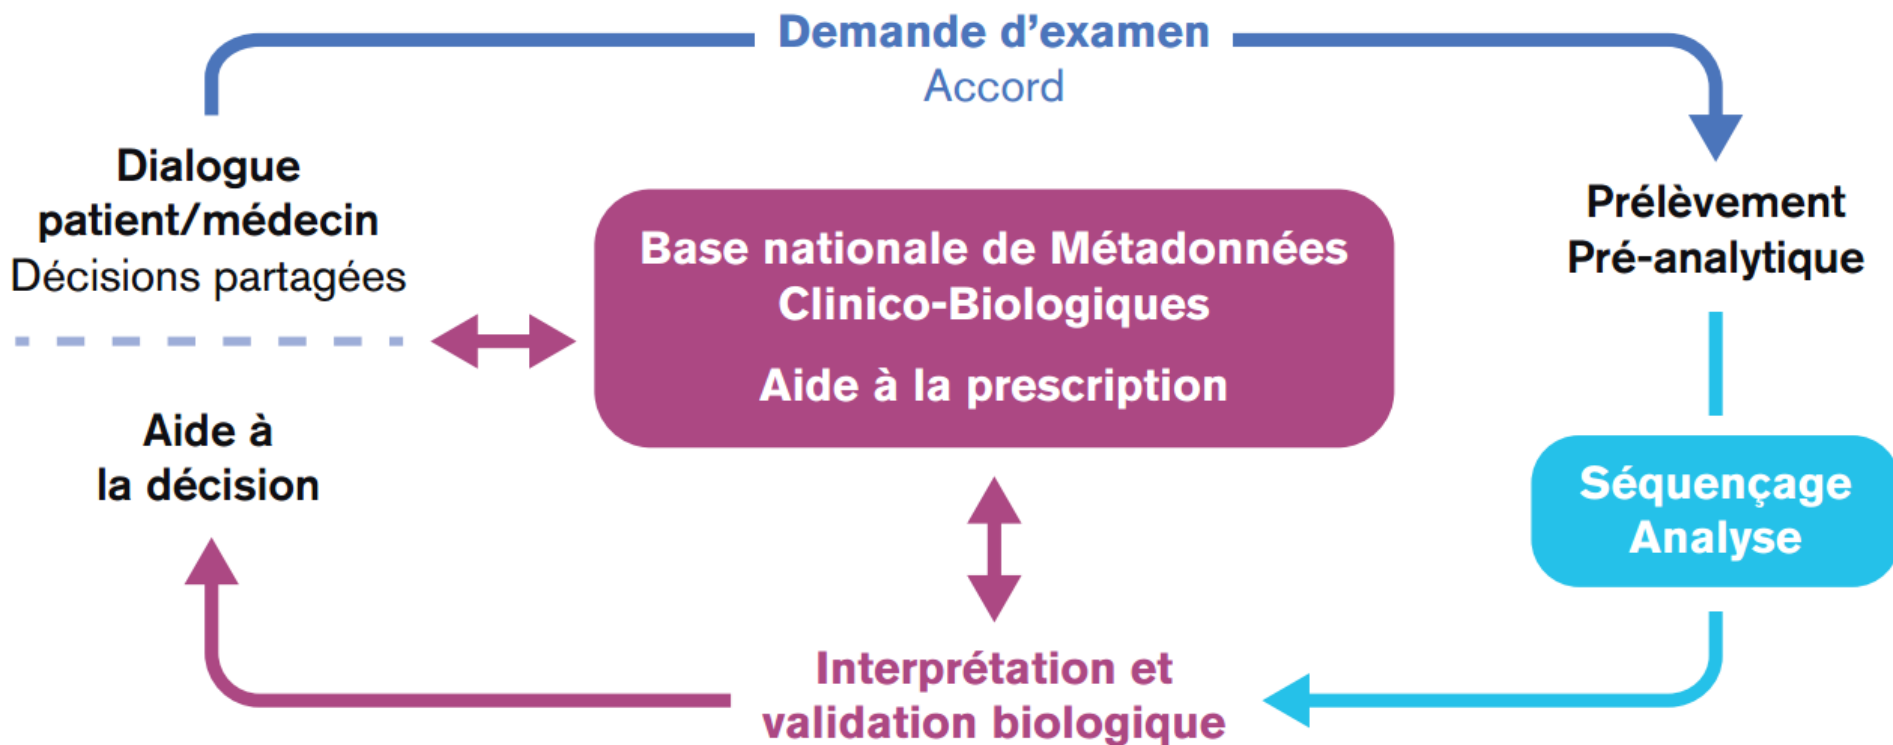 Demande d'examen
Accord
Dialogue
patient/médecin
Décisions partagées
Base nationale de Métadonnées
Clinico-Biologiques
Aide à la prescription
Prélèvement
Pré-analytique
Aide à
la décision
Séquençage
Analyse
Interprétation et
validation biologique